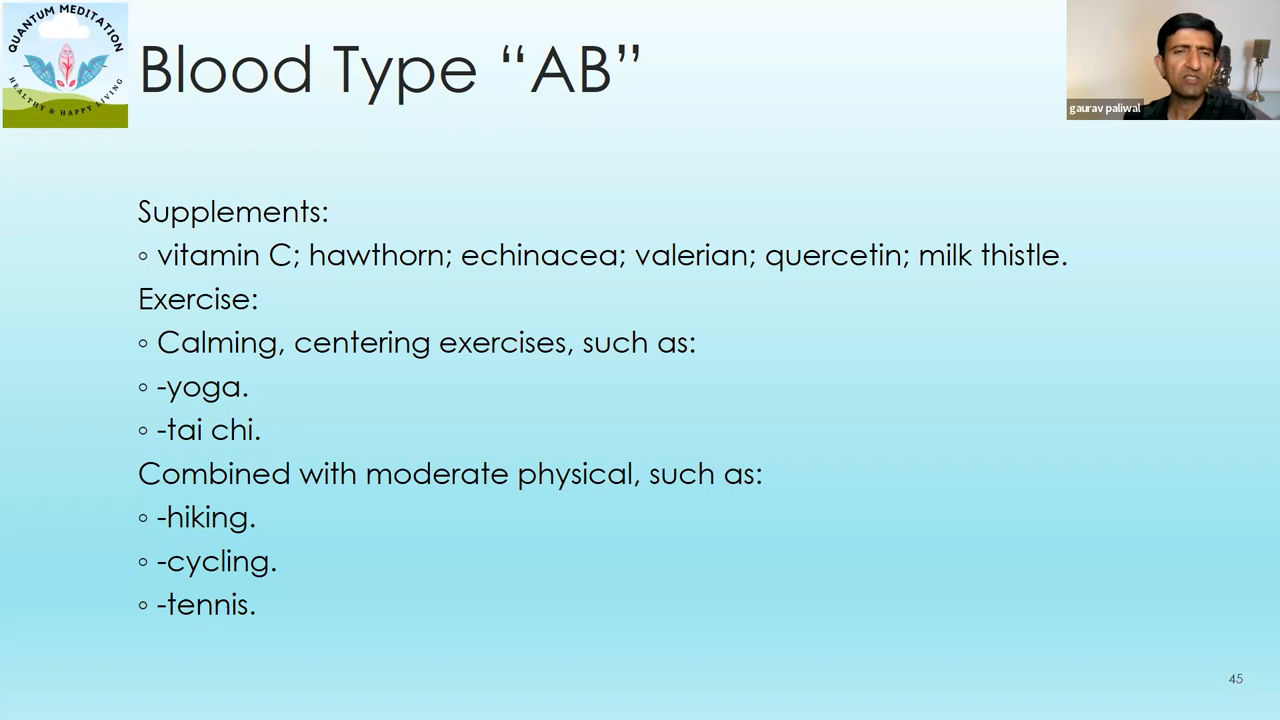 QUANTUM MEDITATION
HEALTHY & HAPPY LIVING
Blood Type “AB”
gaurav paliwal
Supplements:
◦ vitamin C; hawthorn; echinacea; valerian; quercetin; milk thistle.
Exercise:
◦ Calming, centering exercises, such as:
◦ -yoga.
◦ -tai chi.
Combined with moderate physical, such as:
◦ -hiking.
◦ -cycling.
◦ -tennis.
45